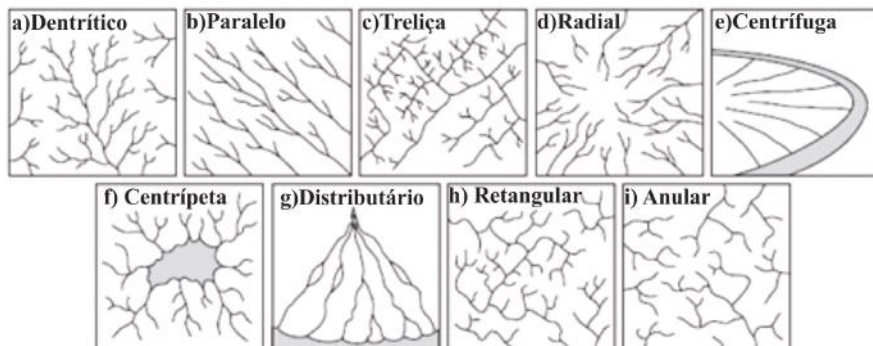 a)Dentrítico
b)Paralelo
c)Treliça
d)Radial
e)Centrífuga
f) Centrípeta
g)Distributário
h) Retangular
i) Anular